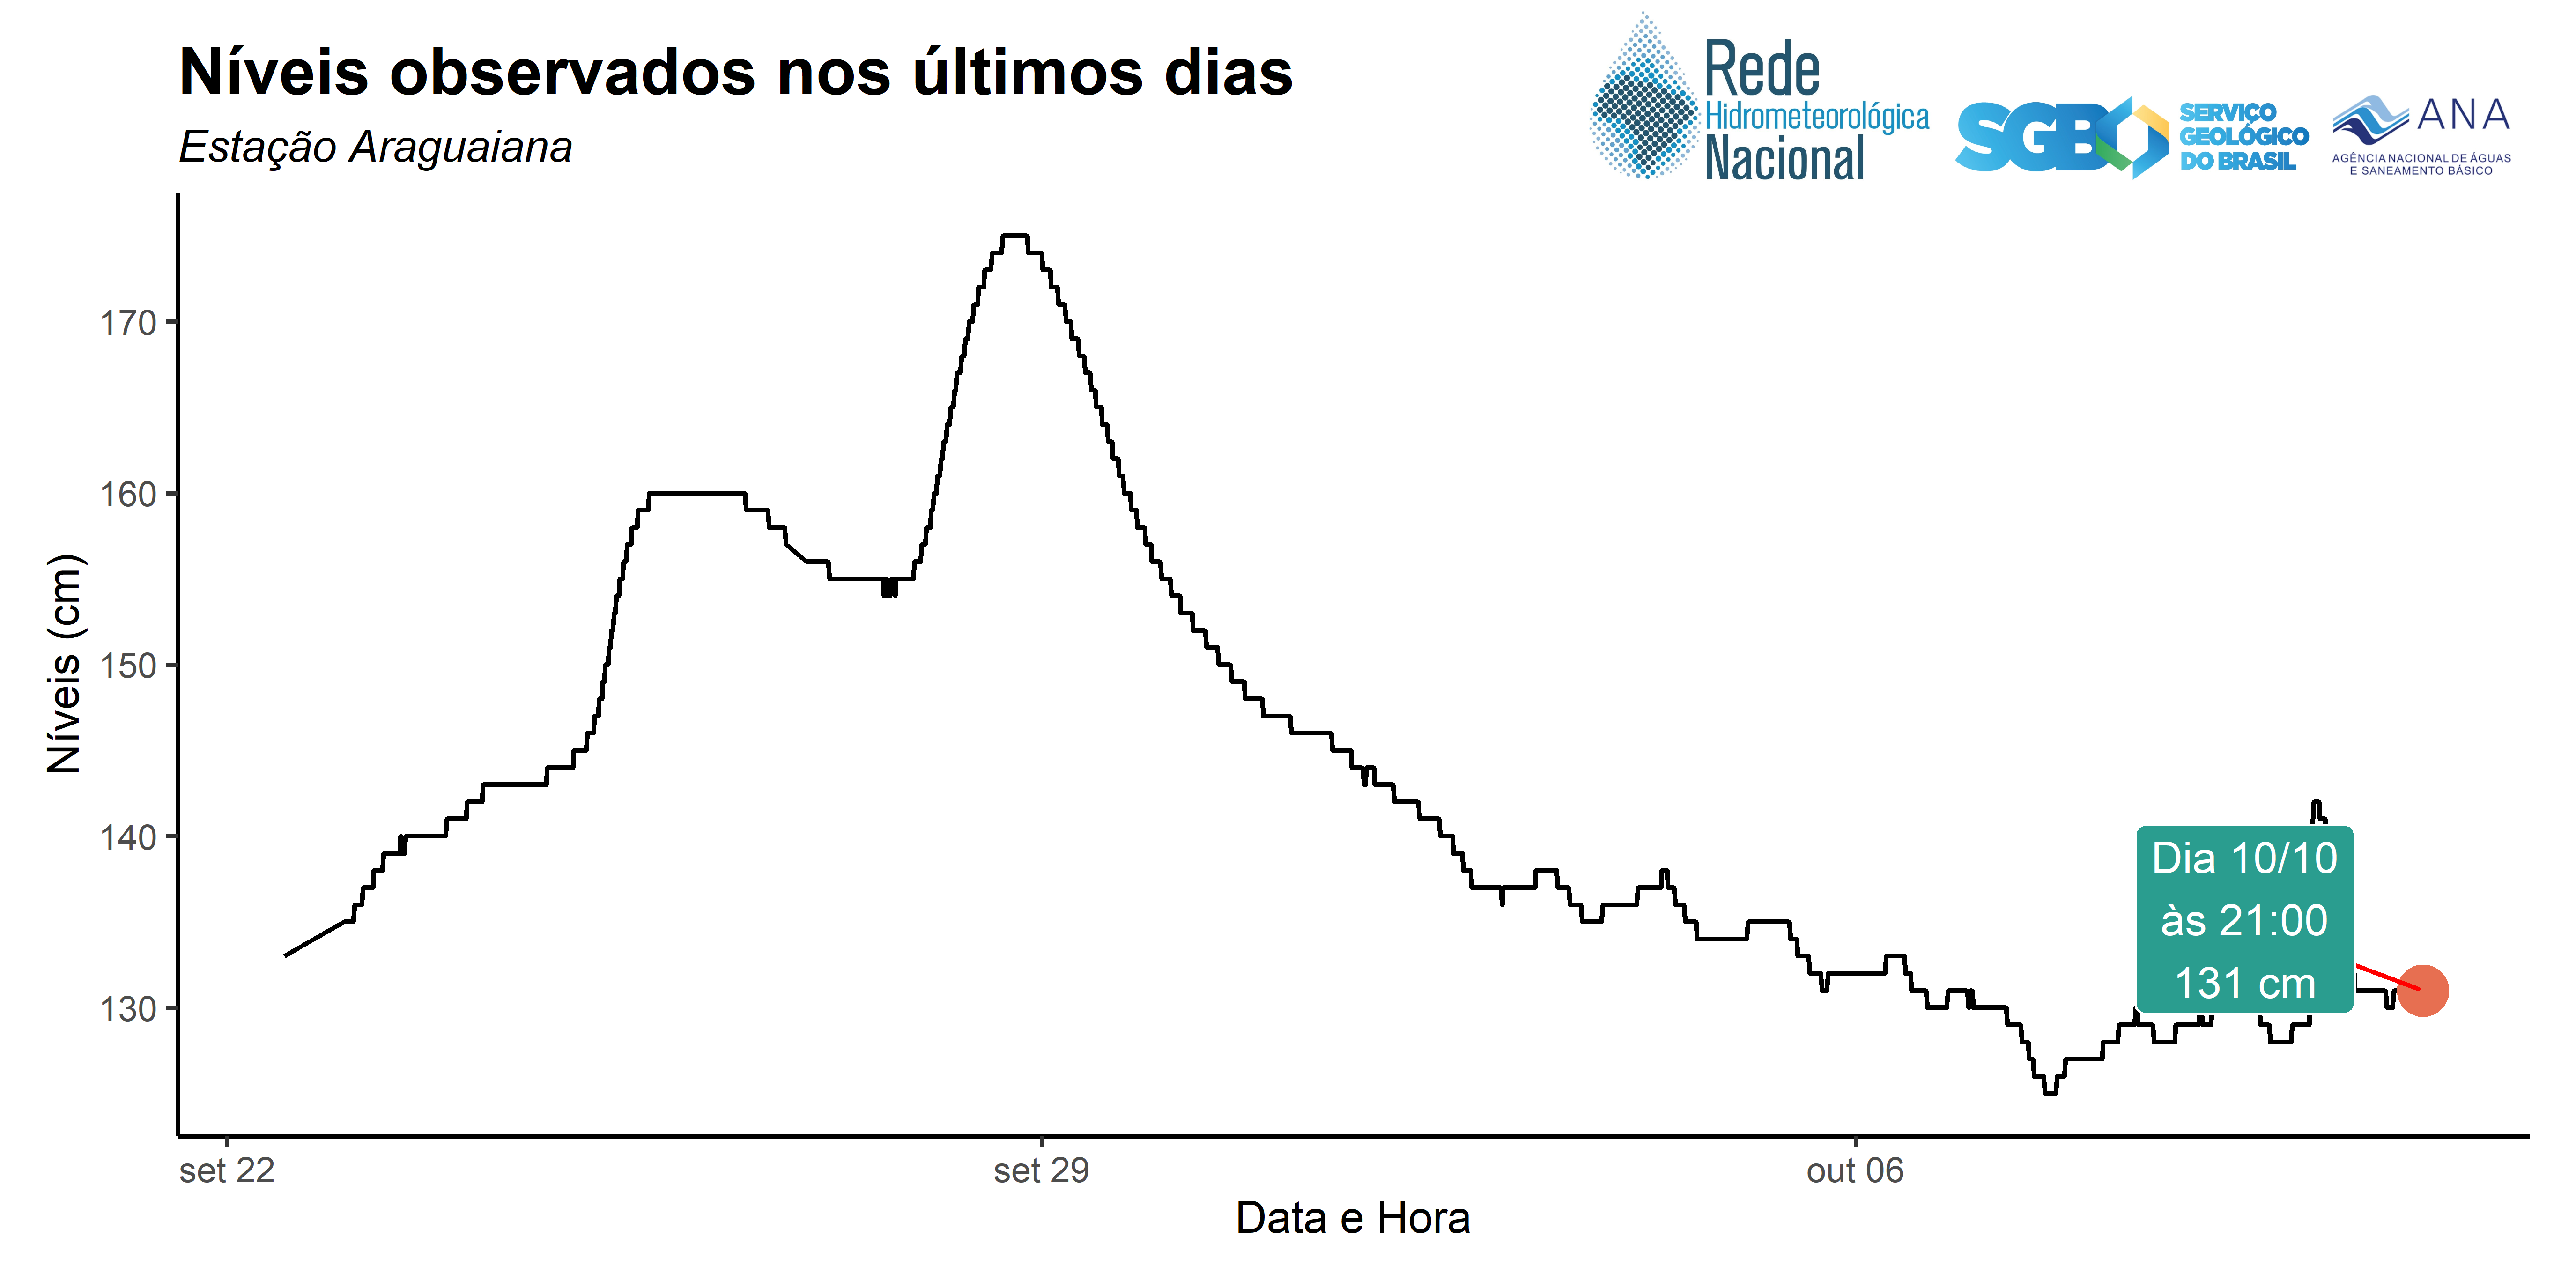 Níveis observados nos últimos dias
Estação Araguaiana
Rede
Hidrometeorológica
Nacional
SGB
SERVIÇO
GEOLÓGICO
DO BRASIL
ANA
AGÊNCIA NACIONAL DE ÁGUAS
E SANEAMENTO BÁSICO
Níveis (cm)
170
160
150
140
130
Dia 10/10
às 21:00
131 cm
set 22
set 29
out 06
Data e Hora